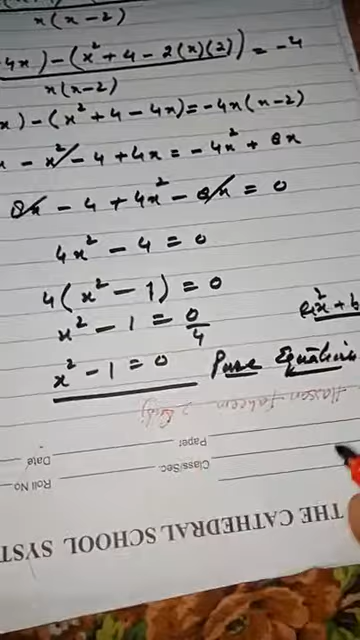 x(x-2)
4x) - (x² + 4 - 2(x)(2)) = -4
x(x-2)
x) - (x² + 4 - 4x) = -4x(x-2)
x - x² - 4 + 4x = -4x² + 8x
8x - 4 + 4x² - 8x = 0
4x² - 4 = 0
4(x² - 1) = 0
x² - 1 = 0/4
x² - 1 = 0 Pure Equation
Paper
Date Class/Sec
Roll No
THE CATHEDRAL SCHOOL SYST